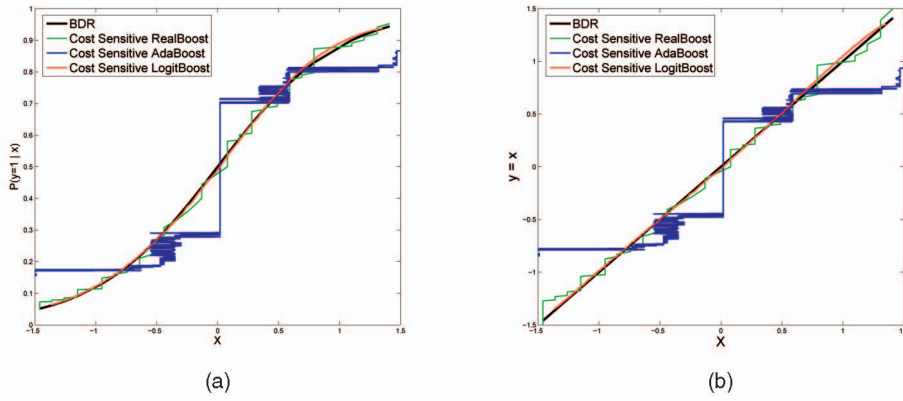 BDR
Cost Sensitive RealBoost
Cost Sensitive AdaBoost
Cost Sensitive LogitBoost
P(y=1 | x)
1
0.9
0.8
0.7
0.6
0.5
0.4
0.3
0.2
0.1
0
-1.5
-1
-0.5
0
0.5
1
1.5
X
(a)
BDR
Cost Sensitive RealBoost
Cost Sensitive AdaBoost
Cost Sensitive LogitBoost
y = x
1.5
1
0.5
0
-0.5
-1
-1.5
-1.5
-1
-0.5
0
0.5
1
1.5
X
(b)